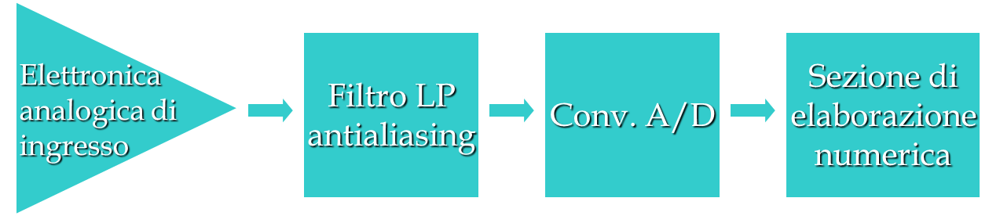 Elettronica
analogica di
ingresso
Filtro LP
antialiasing
Conv. A/D
Sezione di
elaborazione
numerica